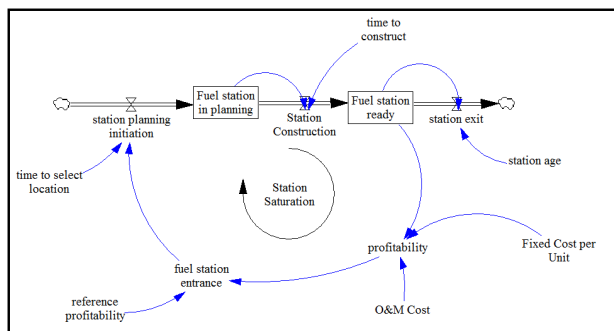 time to
construct
Fuel station
in planning
Fuel station
ready
station planning
initiation
Station
Construction
station exit
time to select
location
station age
Station
Saturation
profitability
Fixed Cost per
Unit
fuel station
entrance
reference
profitability
O&M Cost